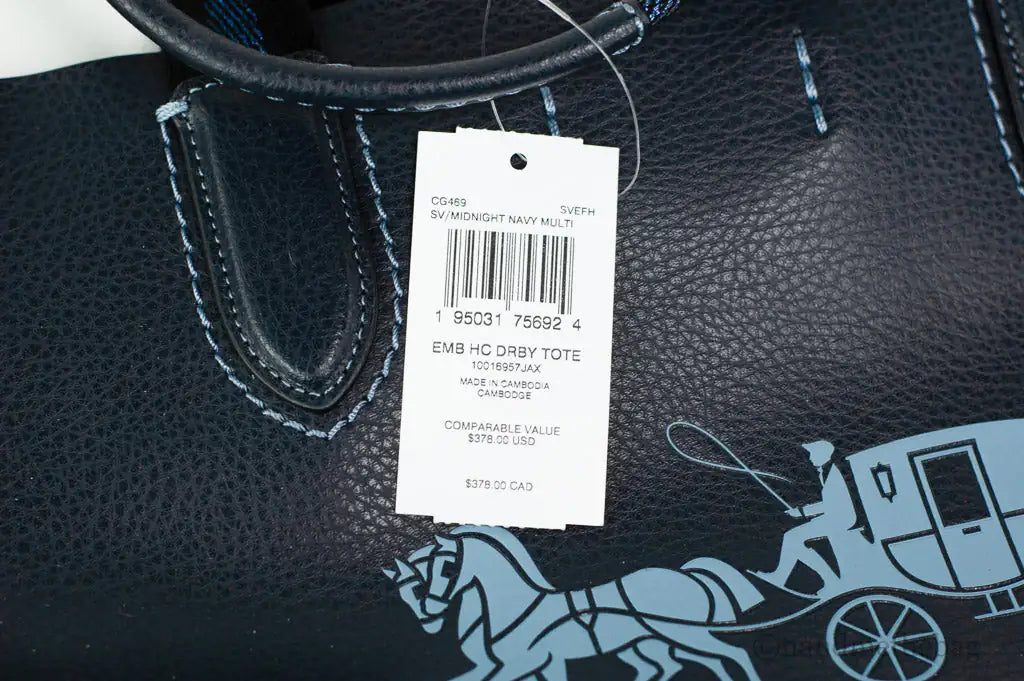 CG469 SVEFH
SV/MIDNIGHT NAVY MULTI
1 95031 75692 4
EMB HC DRBY TOTE
10016957JAX
MADE IN CAMBODIA
CAMBODGE
COMPARABLE VALUE
$378.00 USD
$378.00 CAD